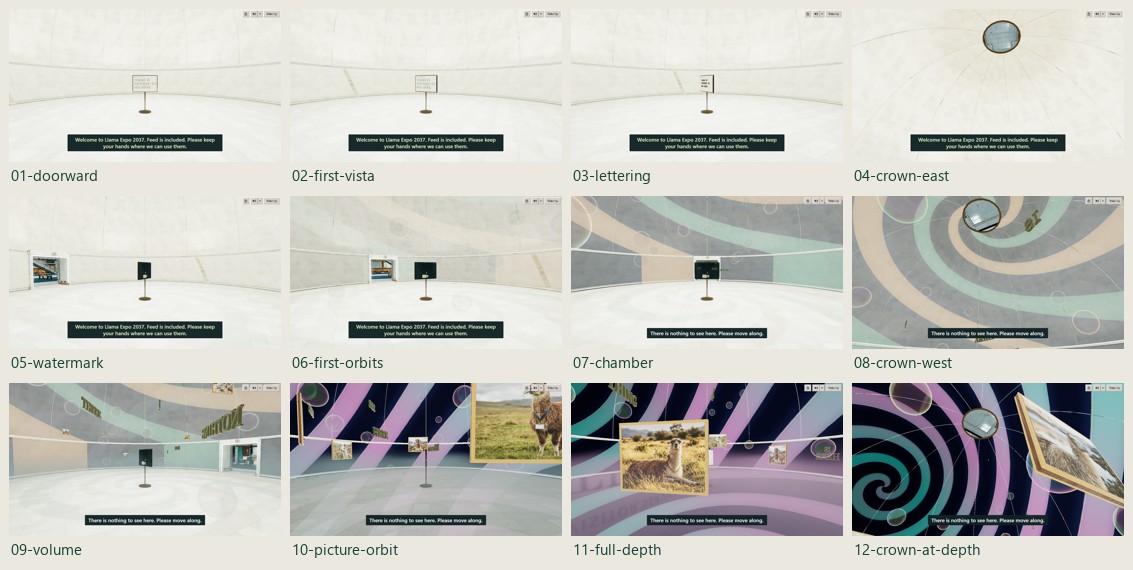 Welcome to Llama Expo 2037. Feed is included. Please keep
your hands where we can use them.
Welcome to Llama Expo 2037. Feed is included. Please keep
your hands where we can use them.
Welcome to Llama Expo 2037. Feed is included. Please keep
your hands where we can use them.
Welcome to Llama Expo 2037. Feed is included. Please keep
your hands where we can use them.
01-doorward
02-first-vista
03-lettering
04-crown-east
Welcome to Llama Expo 2037. Feed is included. Please keep
your hands where we can use them.
Welcome to Llama Expo 2037. Feed is included. Please keep
your hands where we can use them.
There is nothing to see here. Please move along.
There is nothing to see here. Please move along.
05-watermark
06-first-orbits
07-chamber
08-crown-west
There is nothing to see here. Please move along.
There is nothing to see here. Please move along.
There is nothing to see here. Please move along.
There is nothing to see here. Please move along.
09-volume
10-picture-orbit
11-full-depth
12-crown-at-depth